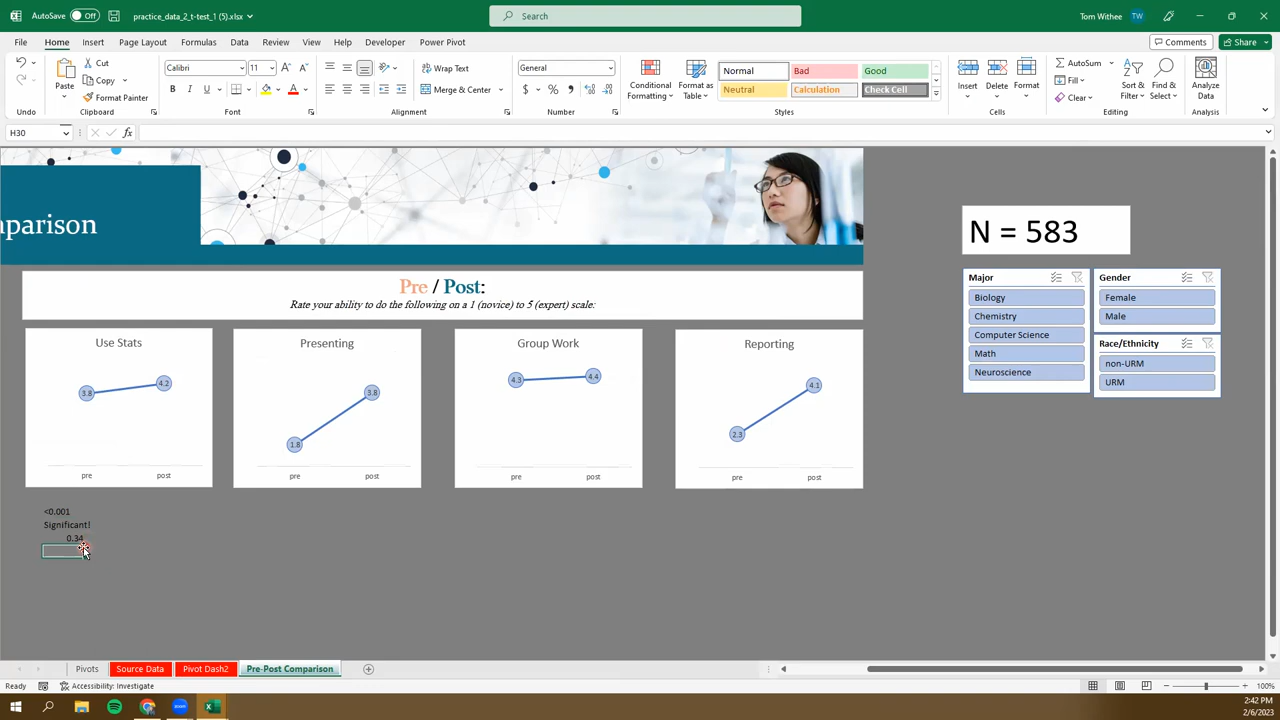 AutoSave Off practice_data_2_t-test_1 (5).xlsx Search Tom Withee TW
File Home Insert Page Layout Formulas Data Review View Help Developer Power Pivot Comments Share
Paste Cut Copy Format Painter
Calibri 11 Wrap Text General
Merge & Center
Conditional Formatting Format as Table
Normal Bad Good
Neutral Calculation Check Cell
Insert Delete Format
AutoSum Fill Clear
Sort & Filter Find & Select Analyze Data
Undo Clipboard Font Alignment Number Styles Cells Editing Analysis
H30 fx
mparison
N = 583
Pre / Post:
Rate your ability to do the following on a 1 (novice) to 5 (expert) scale:
Major
Biology
Chemistry
Computer Science
Math
Neuroscience
Gender
Female
Male
Race/Ethnicity
non-URM
URM
Use Stats
3.8 4.2
pre post
Presenting
1.8 3.8
pre post
Group Work
4.3 4.4
pre post
Reporting
2.3 4.1
pre post
<0.001
Significant!
0.34
Pivots Source Data Pivot Dash2 Pre-Post Comparison
Ready Accessibility: Investigate 100%
zoom
2:42 PM
2/6/2023